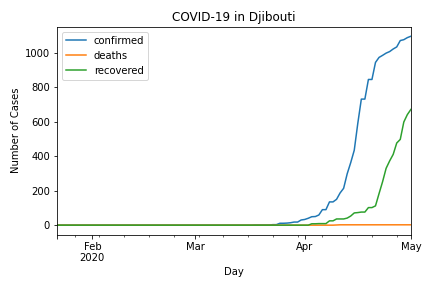 COVID-19 in Djibouti
confirmed
deaths
recovered
Number of Cases
1000
800
600
400
200
0
Feb
2020
Mar
Apr
May
Day